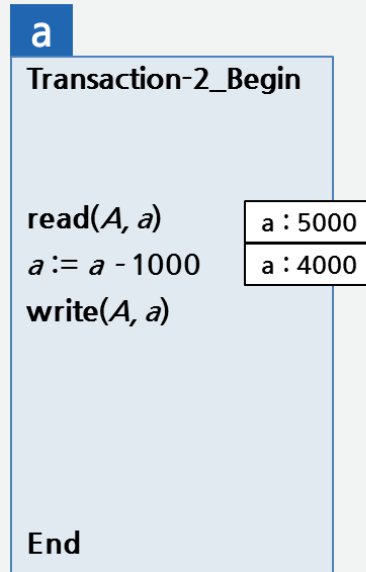 a
Transaction-2_Begin
read(A, a) a : 5000
a := a - 1000 a : 4000
write(A, a)
End